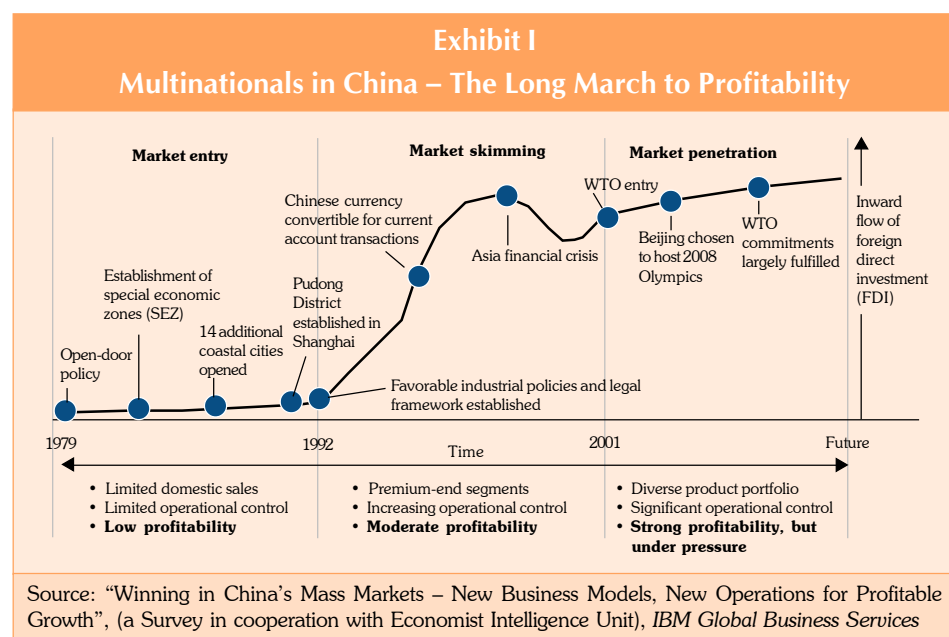 Exhibit I
Multinationals in China – The Long March to Profitability
Market entry
Market skimming
Market penetration
Open-door
policy
Establishment of
special economic
zones (SEZ)
14 additional
coastal cities
opened
Pudong
District
established in
Shanghai
Chinese currency
convertible for current
account transactions
Favorable industrial policies and legal
framework established
Asia financial crisis
WTO entry
Beijing chosen
to host 2008
Olympics
WTO
commitments
largely fulfilled
Inward
flow of
foreign
direct
investment
(FDI)
1979
1992
Time
2001
Future
• Limited domestic sales
• Limited operational control
• Low profitability
• Premium-end segments
• Increasing operational control
• Moderate profitability
• Diverse product portfolio
• Significant operational control
• Strong profitability, but
under pressure
Source: “Winning in China’s Mass Markets – New Business Models, New Operations for Profitable
Growth”, (a Survey in cooperation with Economist Intelligence Unit), IBM Global Business Services